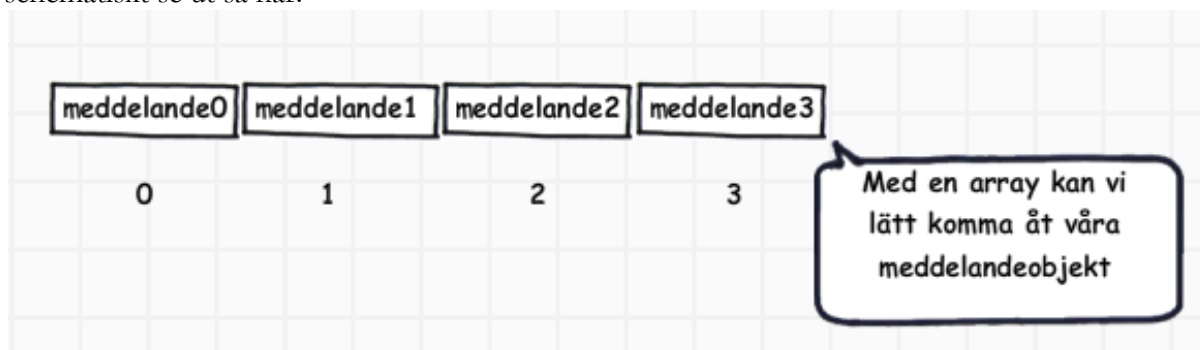 schematiskt se ut så här:
meddelande0 meddelande1 meddelande2 meddelande3
0 1 2 3
Med en array kan vi
lätt komma åt våra
meddelandeobjekt